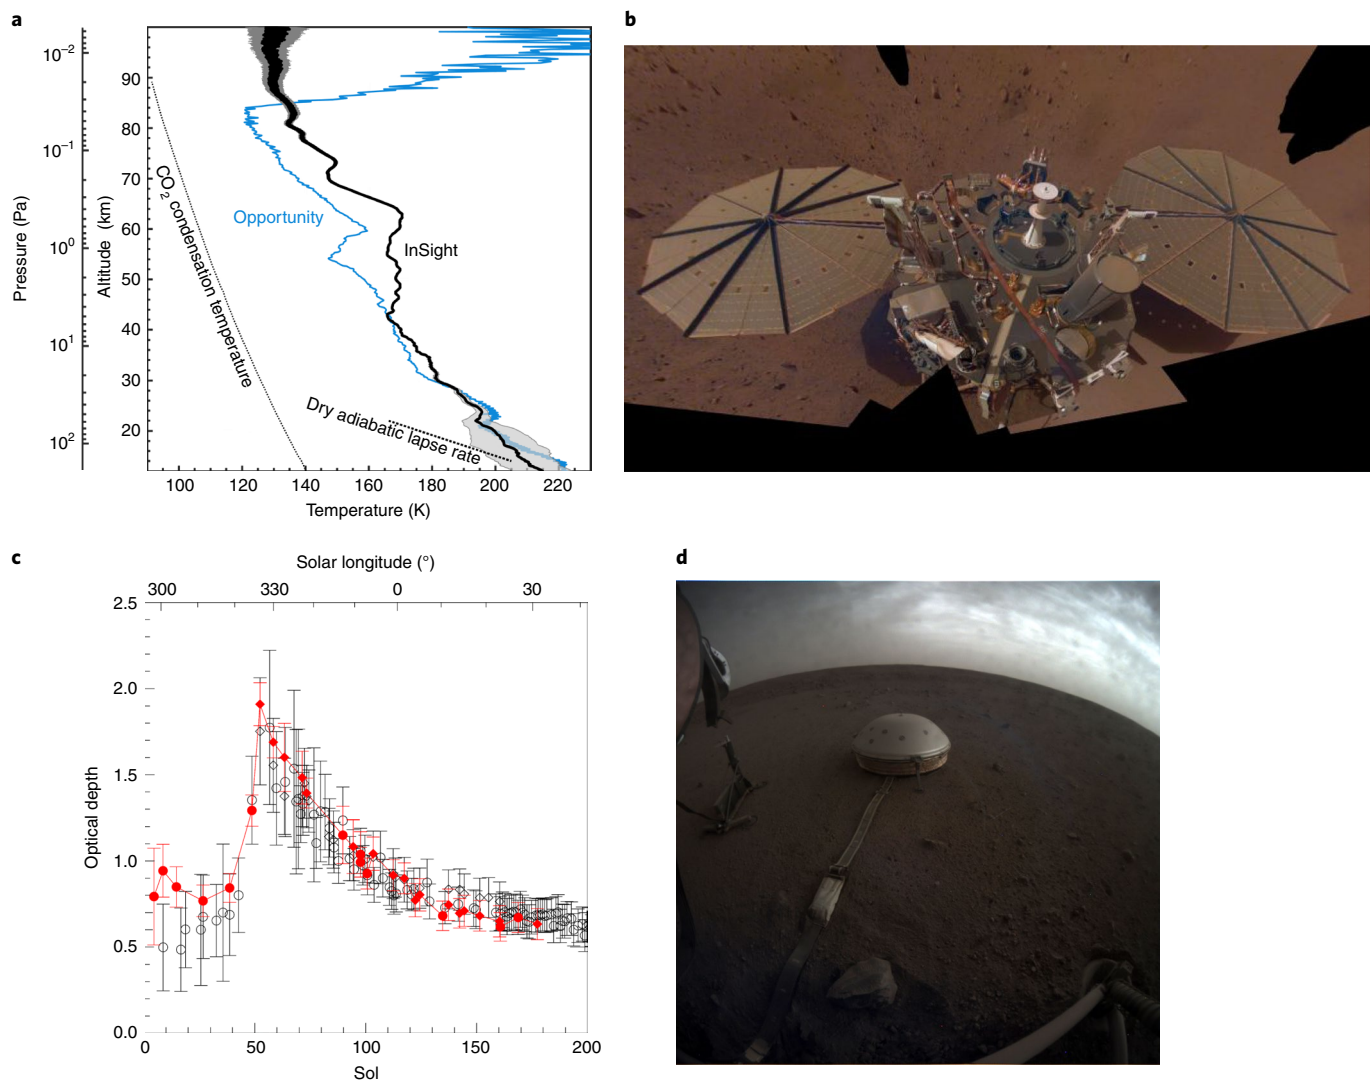 a
b
10⁻²
10⁻¹
10⁰
10¹
10²
Pressure (Pa)
90
80
70
60
50
40
30
20
Altitude (km)
CO₂ condensation temperature
Opportunity
InSight
Dry adiabatic lapse rate
100 120 140 160 180 200 220
Temperature (K)
c
d
Solar longitude (°)
300 330 0 30
2.5
2.0
1.5
1.0
0.5
0.0
Optical depth
0 50 100 150 200
Sol